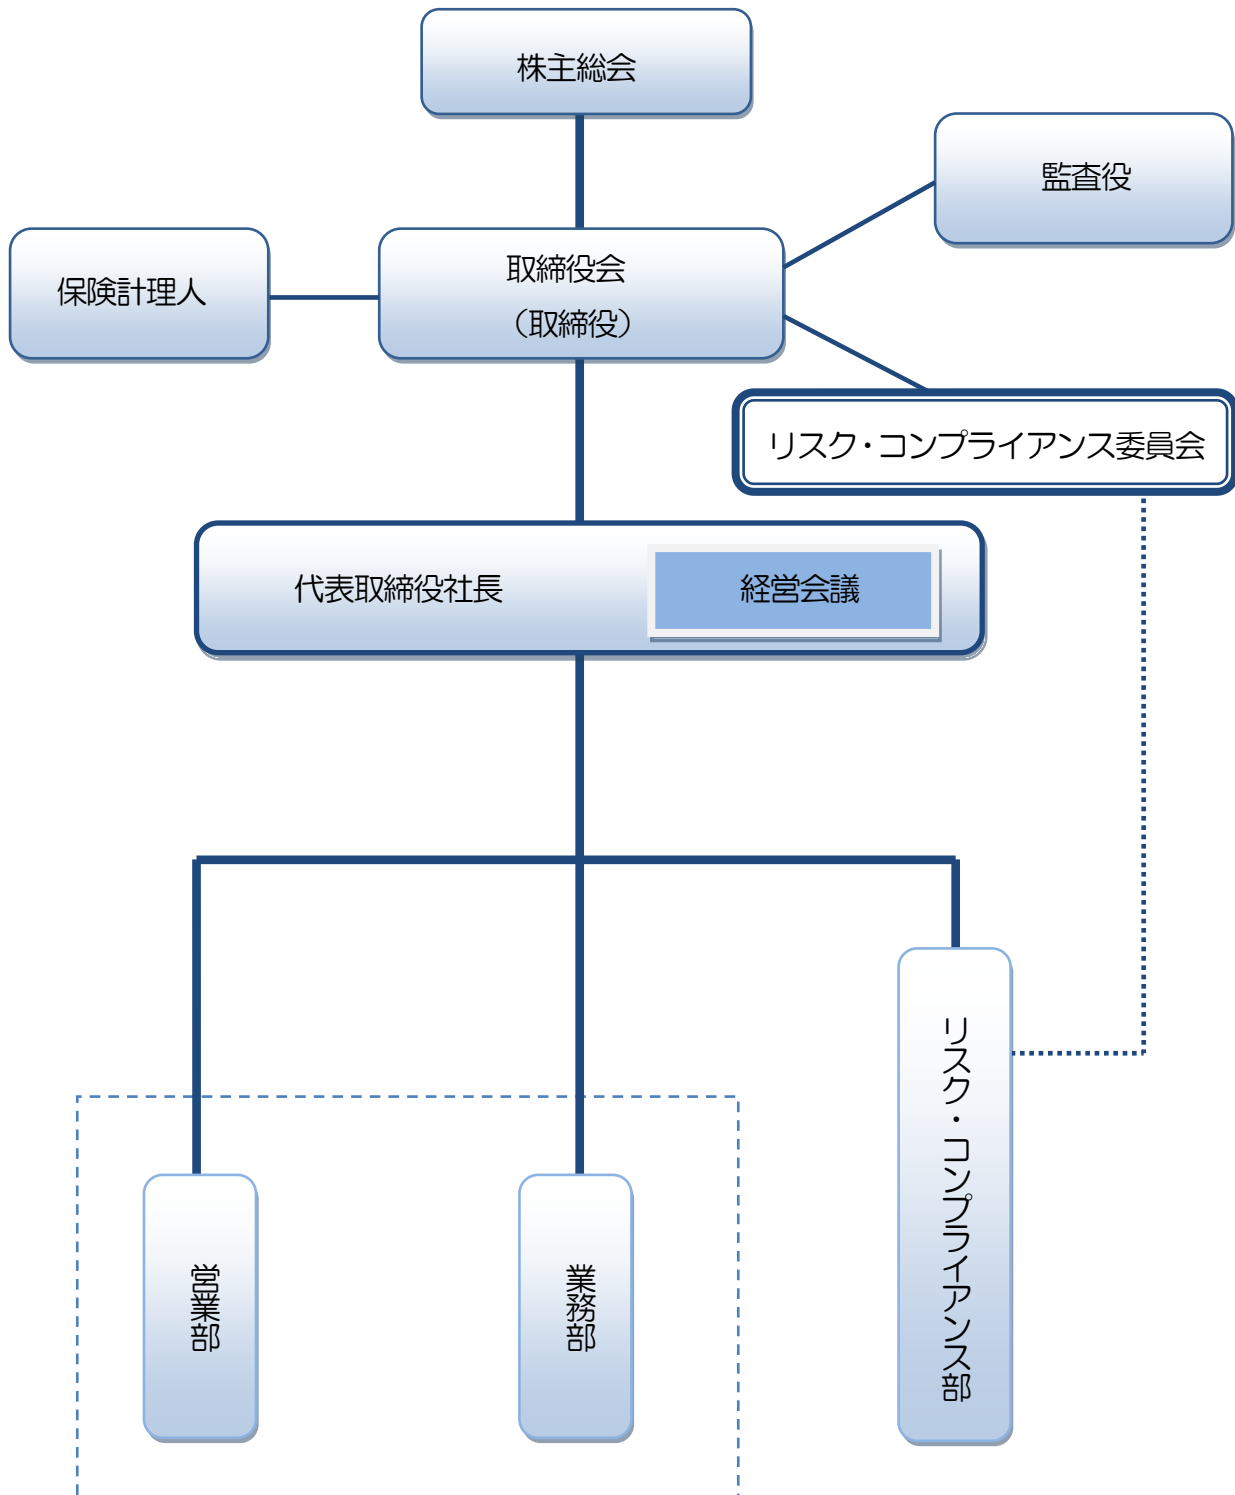 株主総会
監査役
保険計理人
取締役会
（取締役）
リスク・コンプライアンス委員会
代表取締役社長
経営会議
営業部
業務部
リスク・コンプライアンス部